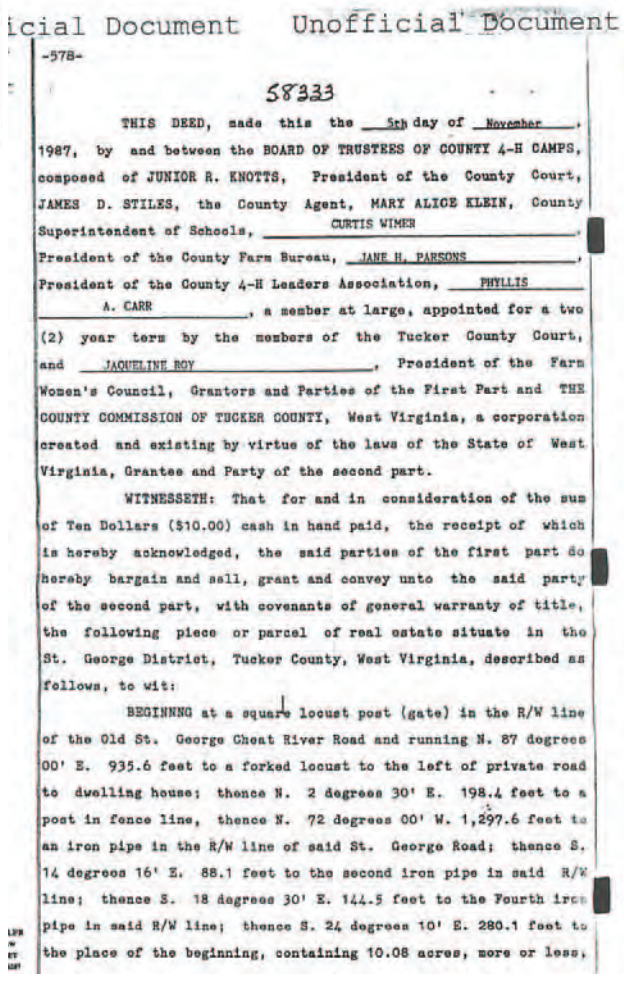 icial Document Unofficial Document
-578-
58333
THIS DEED, made this the 5th day of November,
1987, by and between the BOARD OF TRUSTEES OF COUNTY 4-H CAMPS,
composed of JUNIOR R. KNOTTS, President of the County Court,
JAMES D. STILES, the County Agent, MARY ALICE KLEIN, County
Superintendent of Schools, CURTIS WIMER,
President of the County Farm Bureau, JANE H. PARSONS,
President of the County 4-H Leaders Association, PHYLLIS
A. CARR, a member at large, appointed for a two
(2) year term by the members of the Tucker County Court,
and JAQUELINE ROY, President of the Farm
Women's Council, Grantors and Parties of the First Part and THE
COUNTY COMMISSION OF TUCKER COUNTY, West Virginia, a corporation
created and existing by virtue of the laws of the State of West
Virginia, Grantee and Party of the second part.
WITNESSETH: That for and in consideration of the sum
of Ten Dollars ($10.00) cash in hand paid, the receipt of which
is hereby acknowledged, the said parties of the first part do
hereby bargain and sell, grant and convey unto the said party
of the second part, with covenants of general warranty of title,
the following piece or parcel of real estate situate in the
St. George District, Tucker County, West Virginia, described as
follows, to wit:
BEGINNNG at a square locust post (gate) in the R/W line
of the Old St. George Cheat River Road and running N. 87 degrees
00' E. 935.6 feet to a forked locust to the left of private road
to dwelling house; thence N. 2 degrees 30' E. 198.4 feet to a
post in fence line, thence N. 72 degrees 00' W. 1,297.6 feet to
an iron pipe in the R/W line of said St. George Road; thence S.
14 degrees 16' E. 88.1 feet to the second iron pipe in said R/W
line; thence S. 18 degrees 30' E. 144.5 feet to the Fourth iron
pipe in said R/W line; thence S. 24 degrees 10' E. 280.1 feet to
the place of the beginning, containing 10.08 acres, more or less,